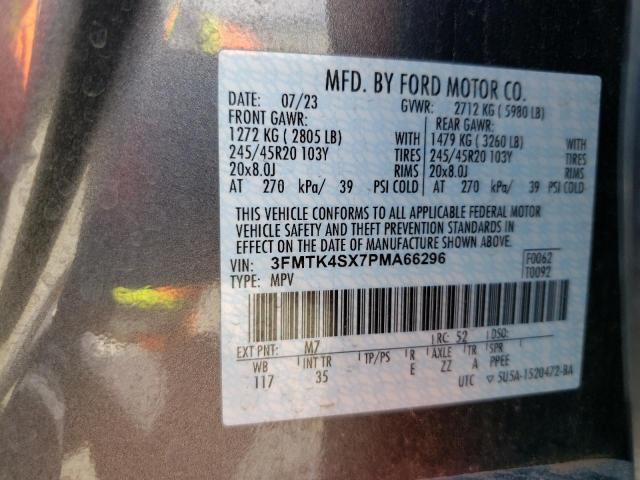 MFD. BY FORD MOTOR CO.
DATE: 07/23 GVWR: 2712 KG ( 5980 LB)
FRONT GAWR: REAR GAWR:
1272 KG ( 2805 LB) WITH 1479 KG ( 3260 LB) WITH
245/45R20 103Y TIRES 245/45R20 103Y TIRES
20x8.0J RIMS 20x8.0J RIMS
AT 270 kPa/ 39 PSI COLD AT 270 kPa/ 39 PSI COLD
THIS VEHICLE CONFORMS TO ALL APPLICABLE FEDERAL MOTOR
VEHICLE SAFETY AND THEFT PREVENTION STANDARDS IN
EFFECT ON THE DATE OF MANUFACTURE SHOWN ABOVE.
VIN: 3FMTK4SX7PMA66296 F0062
TYPE: MPV T0092
EXT PNT: M7 RC: 52 DSO:
WB INT TR TP/PS R AXLE TR SPR
117 35 E ZZ A PPEE
UTC ▽ 5U5A-1520472-BA